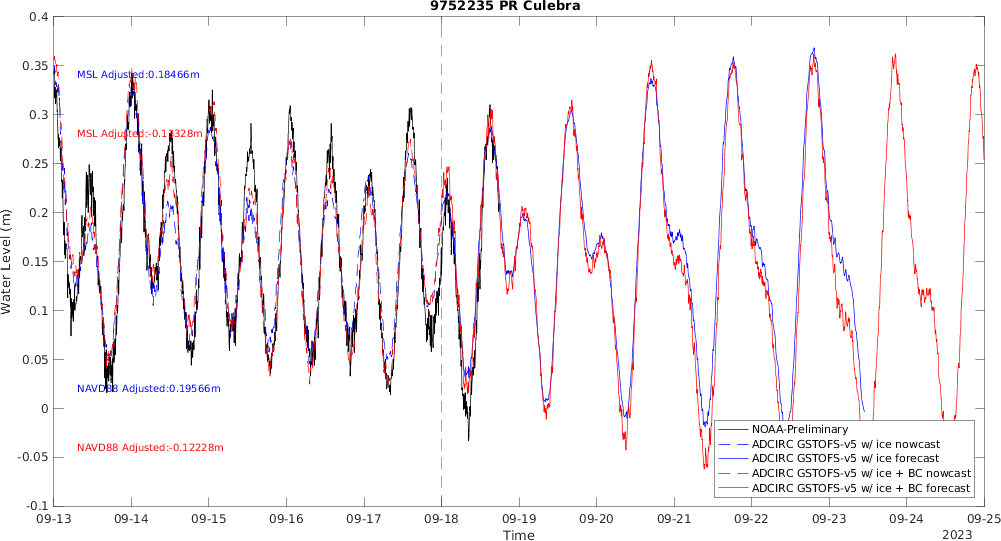 9752235 PR Culebra
0.4
0.35
0.3
0.25
0.2
0.15
0.1
0.05
0
-0.05
-0.1
Water Level (m)
MSL Adjusted:0.18466m
MSL Adjusted:-0.13328m
NAVD88 Adjusted:0.19566m
NAVD88 Adjusted:-0.12228m
NOAA-Preliminary
ADCIRC GSTOFS-v5 w/ ice nowcast
ADCIRC GSTOFS-v5 w/ ice forecast
ADCIRC GSTOFS-v5 w/ ice + BC nowcast
ADCIRC GSTOFS-v5 w/ ice + BC forecast
09-13 09-14 09-15 09-16 09-17 09-18 09-19 09-20 09-21 09-22 09-23 09-24 09-25
Time
2023